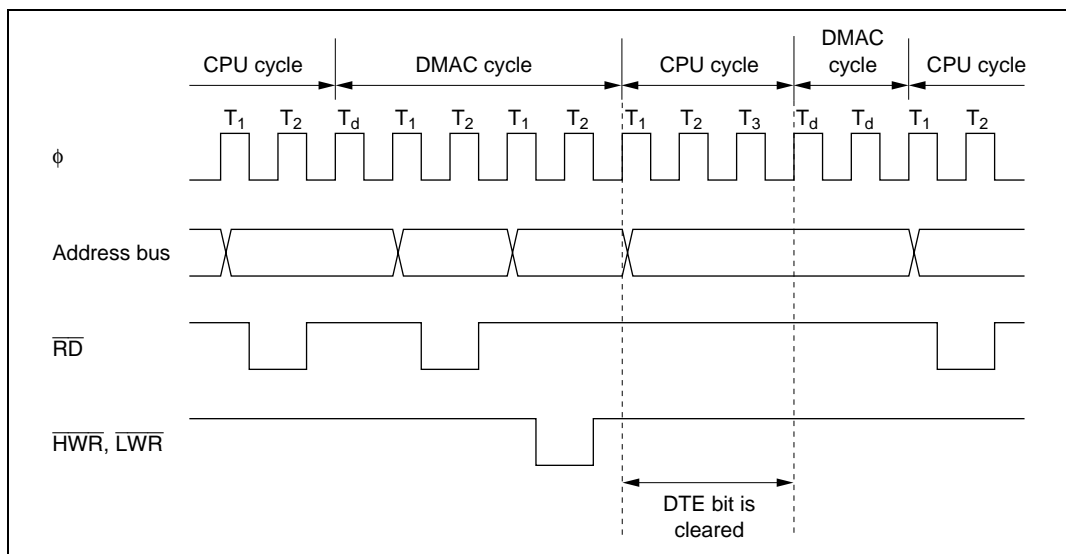 CPU cycle DMAC cycle CPU cycle DMAC cycle CPU cycle
T1 T2 Td T1 T2 T1 T2 T1 T2 T3 Td Td T1 T2
φ
Address bus
RD
HWR, LWR
DTE bit is
cleared